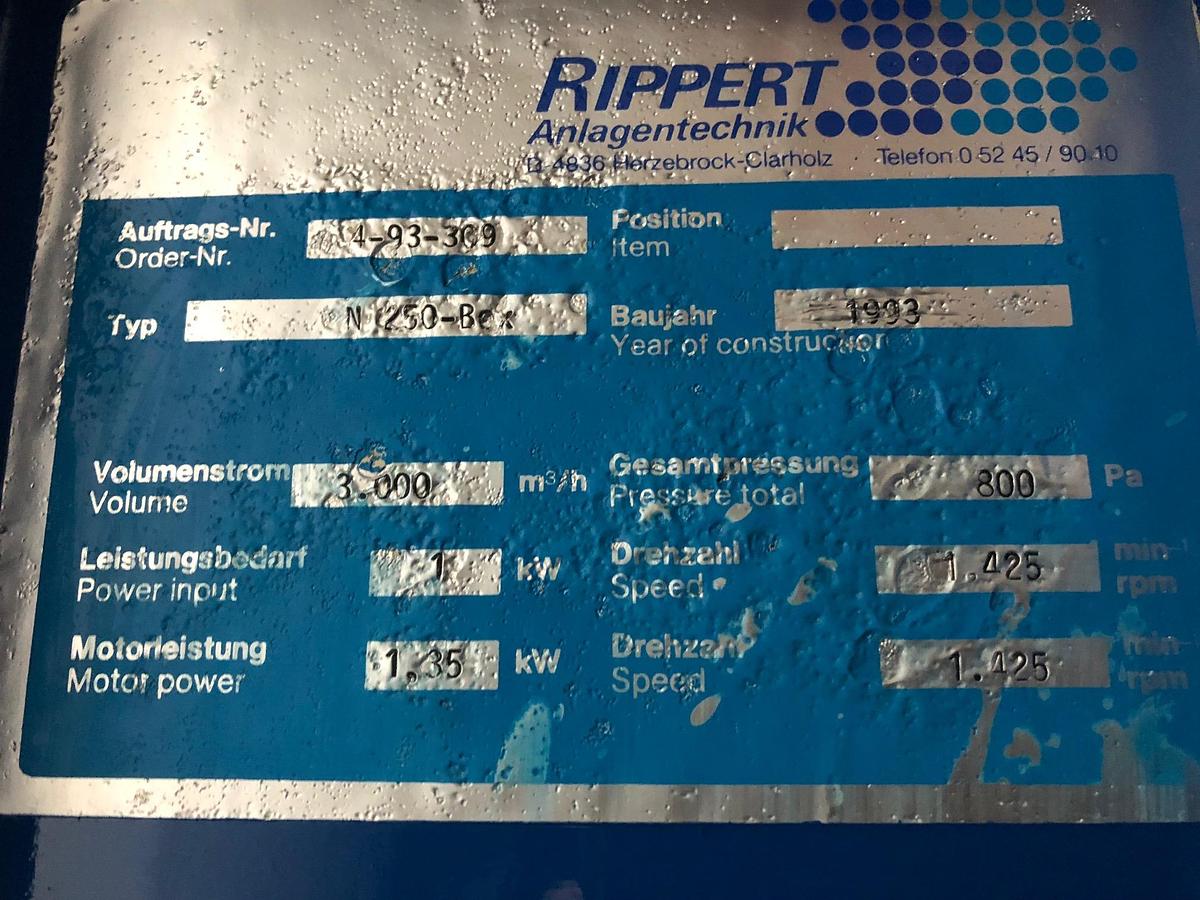 RIPPERT
Anlagentechnik
D 4836 Herzebrock-Clarholz · Telefon 0 52 45 / 90.10
Auftrags-Nr. 4-93-309 Position
Order-Nr. Item
Typ N 250-Bex Baujahr 1993
Year of construction
Volumenstrom 3.000 m³/h Gesamtpressung 800 Pa
Volume Pressure total
Leistungsbedarf 1 kW Drehzahl 1.425 min-1
Power input Speed rpm
Motorleistung 1,35 kW Drehzahl 1.425 min-
Motor power Speed rpm